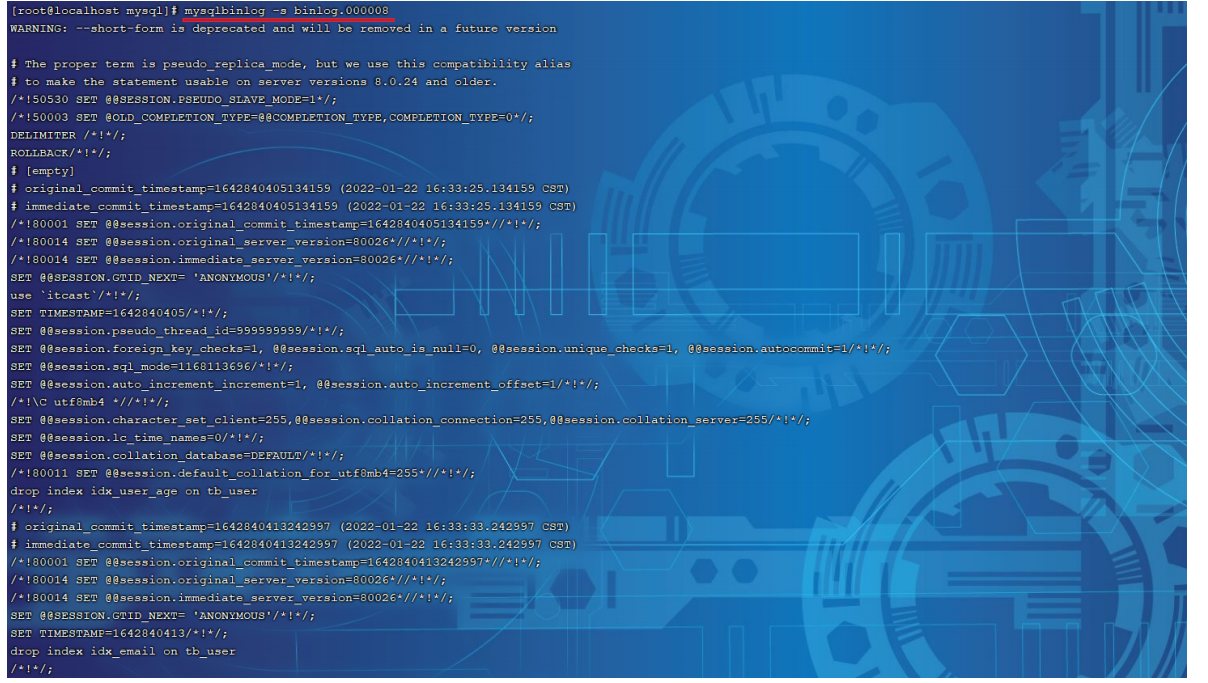 [root@localhost mysql]# mysqlbinlog -s binlog.000008
WARNING: --short-form is deprecated and will be removed in a future version
# The proper term is pseudo_replica_mode, but we use this compatibility alias
# to make the statement usable on server versions 8.0.24 and older.
/*!50530 SET @@SESSION.PSEUDO_SLAVE_MODE=1*/;
/*!50003 SET @OLD_COMPLETION_TYPE=@@COMPLETION_TYPE,COMPLETION_TYPE=0*/;
DELIMITER /*!*/;
ROLLBACK/*!*/;
# [empty]
# original_commit_timestamp=1642840405134159 (2022-01-22 16:33:25.134159 CST)
# immediate_commit_timestamp=1642840405134159 (2022-01-22 16:33:25.134159 CST)
/*!80001 SET @@session.original_commit_timestamp=1642840405134159*//*!*/;
/*!80014 SET @@session.original_server_version=80026*//*!*/;
/*!80014 SET @@session.immediate_server_version=80026*//*!*/;
SET @@SESSION.GTID_NEXT= 'ANONYMOUS'/*!*/;
use `itcast`/*!*/;
SET TIMESTAMP=1642840405/*!*/;
SET @@session.pseudo_thread_id=999999999/*!*/;
SET @@session.foreign_key_checks=1, @@session.sql_auto_is_null=0, @@session.unique_checks=1, @@session.autocommit=1/*!*/;
SET @@session.sql_mode=1168113696/*!*/;
SET @@session.auto_increment_increment=1, @@session.auto_increment_offset=1/*!*/;
/*!\C utf8mb4 *//*!*/;
SET @@session.character_set_client=255,@@session.collation_connection=255,@@session.collation_server=255/*!*/;
SET @@session.lc_time_names=0/*!*/;
SET @@session.collation_database=DEFAULT/*!*/;
/*!80011 SET @@session.default_collation_for_utf8mb4=255*//*!*/;
drop index idx_user_age on tb_user
/*!*/;
# original_commit_timestamp=1642840413242997 (2022-01-22 16:33:33.242997 CST)
# immediate_commit_timestamp=1642840413242997 (2022-01-22 16:33:33.242997 CST)
/*!80001 SET @@session.original_commit_timestamp=1642840413242997*//*!*/;
/*!80014 SET @@session.original_server_version=80026*//*!*/;
/*!80014 SET @@session.immediate_server_version=80026*//*!*/;
SET @@SESSION.GTID_NEXT= 'ANONYMOUS'/*!*/;
SET TIMESTAMP=1642840413/*!*/;
drop index idx_email on tb_user
/*!*/;